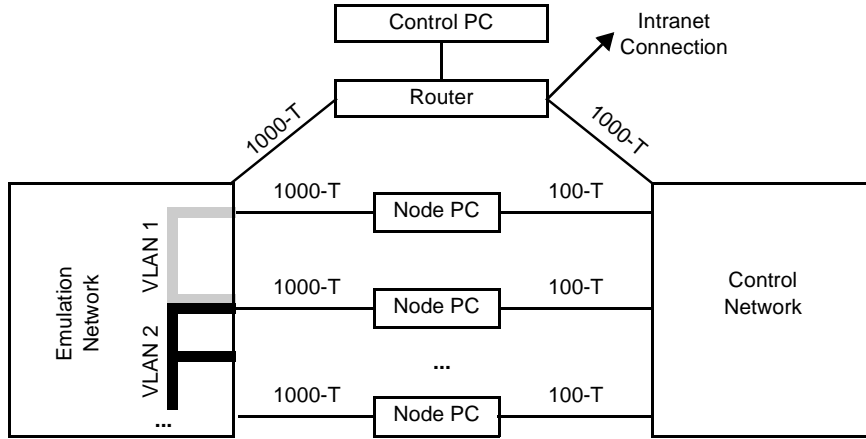 Control PC
Intranet
Connection
Router
1000-T
1000-T
1000-T
Node PC
100-T
VLAN 1
Emulation
Network
1000-T
Node PC
100-T
Control
Network
VLAN 2
...
...
...
1000-T
Node PC
100-T